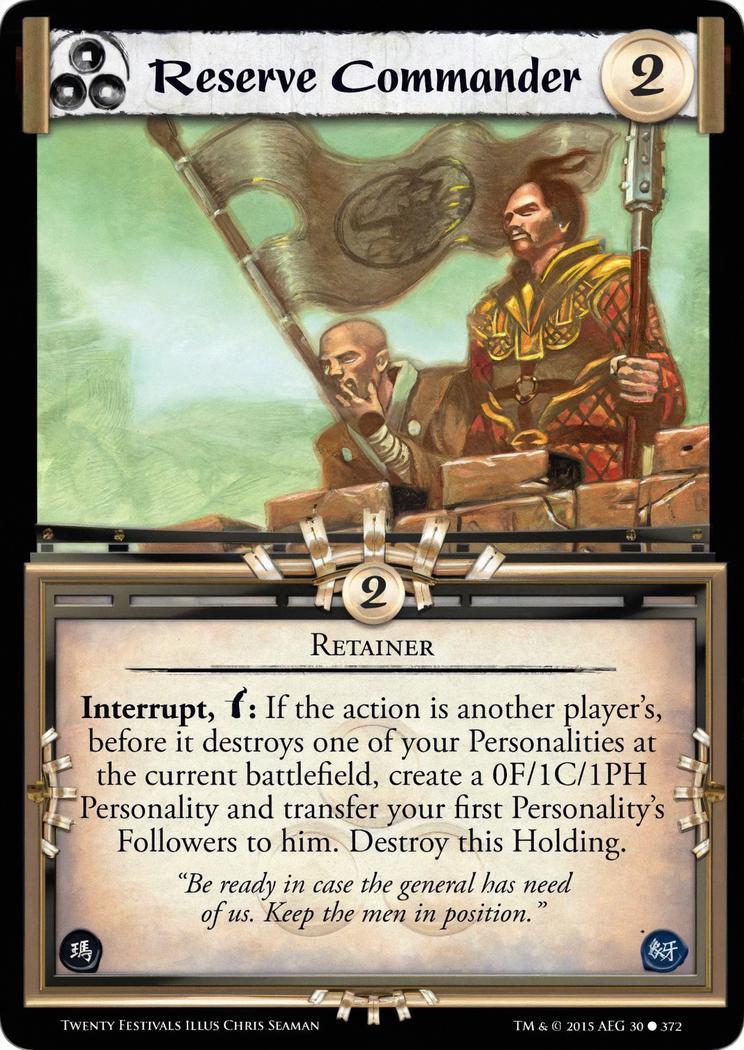 Reserve Commander
2
2
Retainer
Interrupt, : If the action is another player's,
before it destroys one of your Personalities at
the current battlefield, create a 0F/1C/1PH
Personality and transfer your first Personality's
Followers to him. Destroy this Holding.
"Be ready in case the general has need
of us. Keep the men in position."
瑪
Twenty Festivals Illus Chris Seaman
TM & © 2015 AEG 30 ● 372